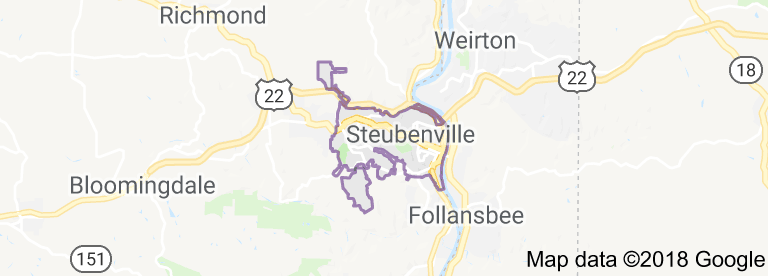 Richmond
Weirton
18
22
22
Steubenville
Bloomingdale
Follansbee
151
Map data ©2018 Google